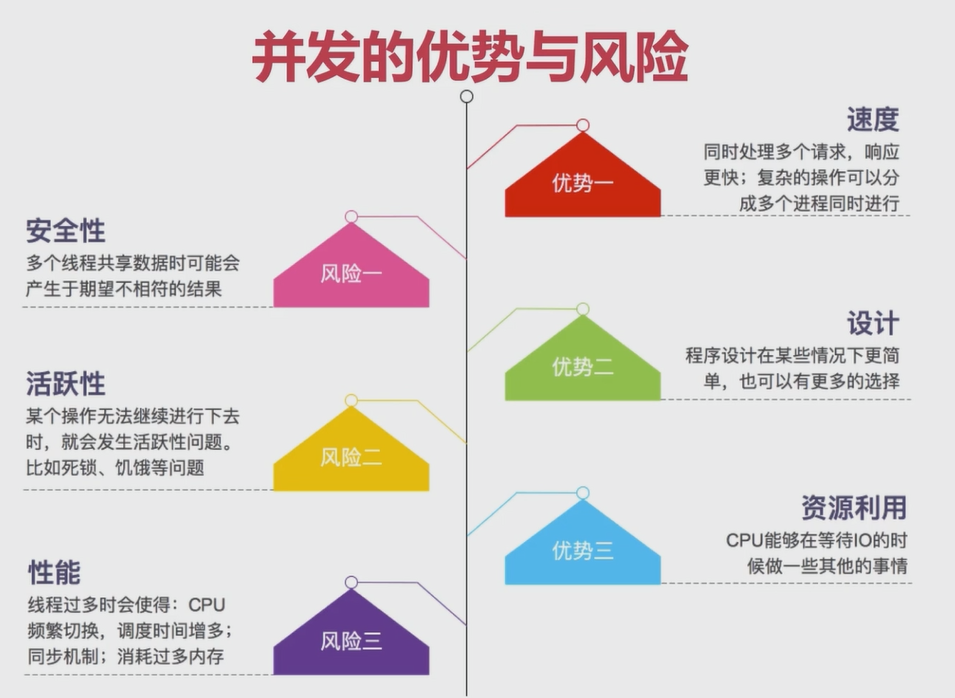 并发的优势与风险
速度
同时处理多个请求，响应
更快；复杂的操作可以分
成多个进程同时进行
优势一
安全性
多个线程共享数据时可能会
产生于期望不相符的结果
风险一
设计
程序设计在某些情况下更简
单，也可以有更多的选择
优势二
活跃性
某个操作无法继续进行下去
时，就会发生活跃性问题。
比如死锁、饥饿等问题
风险二
资源利用
CPU能够在等待IO的时
候做一些其他的事情
优势三
性能
线程过多时会使得：CPU
频繁切换，调度时间增多；
同步机制；消耗过多内存
风险三